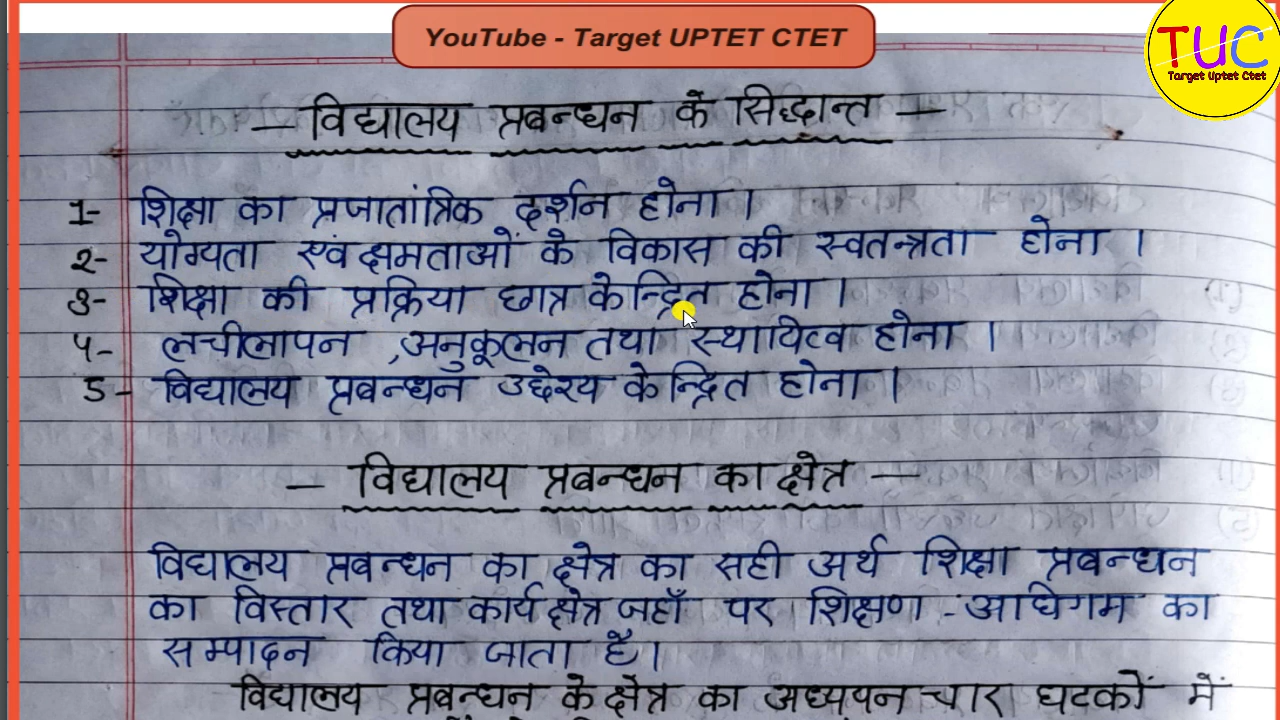 YouTube - Target UPTET CTET
TUC
Target Uptet Ctet
— विद्यालय प्रबन्धन के सिद्धान्त —
1- शिक्षा का प्रजातांत्रिक दर्शन होना।
2- योग्यता एवं क्षमताओं के विकास की स्वतन्त्रता होना।
3- शिक्षा की प्रक्रिया छात्र केन्द्रित होना।
4- लचीलापन ,अनुकूलन तथा स्थायित्व होना।
5- विद्यालय प्रबन्धन उद्देश्य केन्द्रित होना।
— विद्यालय प्रबन्धन का क्षेत्र —
विद्यालय प्रबन्धन का क्षेत्र का सही अर्थ शिक्षा प्रबन्धन
का विस्तार तथा कार्य क्षेत्र जहाँ पर शिक्षण - अधिगम का
सम्पादन किया जाता है।
विद्यालय प्रबन्धन के क्षेत्र का अध्ययन चार घटकों में